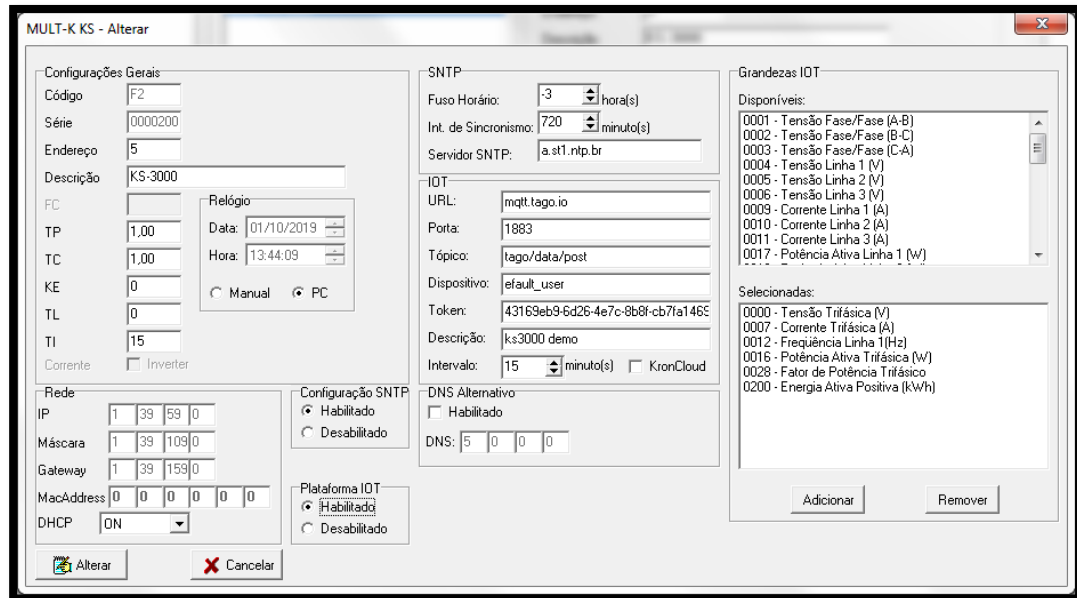 MULT-K KS - Alterar
Configurações Gerais
Código F2
Série 0000200
Endereço 5
Descrição KS-3000
FC
TP 1,00
TC 1,00
KE 0
TL 0
TI 15
Corrente Inverter
Relógio
Data: 01/10/2019
Hora: 13:44:09
Manual PC
Rede
IP 1 39 59 0
Máscara 1 39 109 0
Gateway 1 39 159 0
MacAddress 0 0 0 0 0 0
DHCP ON
Configuração SNTP
Habilitado
Desabilitado
Plataforma IOT
Habilitado
Desabilitado
Alterar Cancelar
SNTP
Fuso Horário: -3 hora(s)
Int. de Sincronismo: 720 minuto(s)
Servidor SNTP: a.st1.ntp.br
IOT
URL: mqtt.tago.io
Porta: 1883
Tópico: tago/data/post
Dispositivo: efault_user
Token: 43169eb9-6d26-4e7c-8b8f-cb7fa1469
Descrição: ks3000 demo
Intervalo: 15 minuto(s) KronCloud
DNS Alternativo
Habilitado
DNS: 5 0 0 0
Grandezas IOT
Disponíveis:
0001 - Tensão Fase/Fase (A-B)
0002 - Tensão Fase/Fase (B-C)
0003 - Tensão Fase/Fase (C-A)
0004 - Tensão Linha 1 (V)
0005 - Tensão Linha 2 (V)
0006 - Tensão Linha 3 (V)
0009 - Corrente Linha 1 (A)
0010 - Corrente Linha 2 (A)
0011 - Corrente Linha 3 (A)
0017 - Potência Ativa Linha 1 (W)
Selecionadas:
0000 - Tensão Trifásica (V)
0007 - Corrente Trifásica (A)
0012 - Freqüência Linha 1(Hz)
0016 - Potência Ativa Trifásica (W)
0028 - Fator de Potência Trifásico
0200 - Energia Ativa Positiva (kWh)
Adicionar Remover